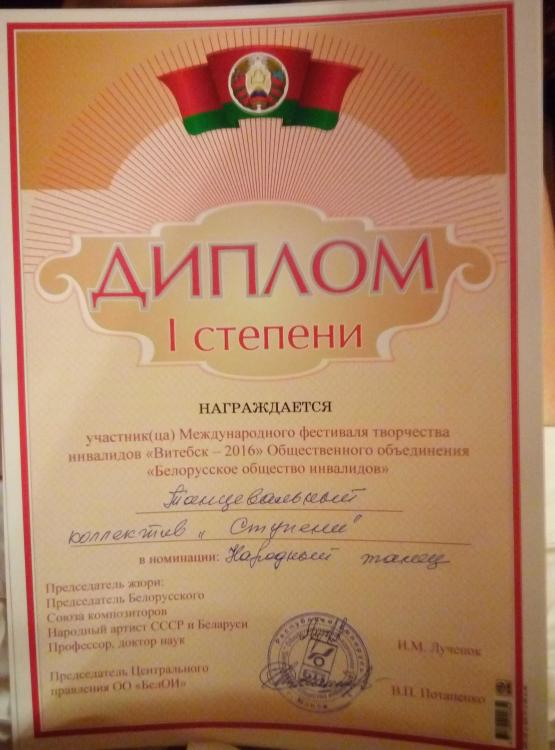 ДИПЛОМ
I степени
НАГРАЖДАЕТСЯ
участник(ца) Международного фестиваля творчества
инвалидов «Витебск – 2016» Общественного объединения
«Белорусское общество инвалидов»
Танцевальный
коллектив „Ступени"
в номинации: Народный танец
Председатель жюри:
Председатель Белорусского
Союза композиторов
Народный артист СССР и Беларуси
Профессор, доктор наук
И.М. Лученок
Председатель Центрального
правления ОО «БелОИ»
В.П. Потапенко